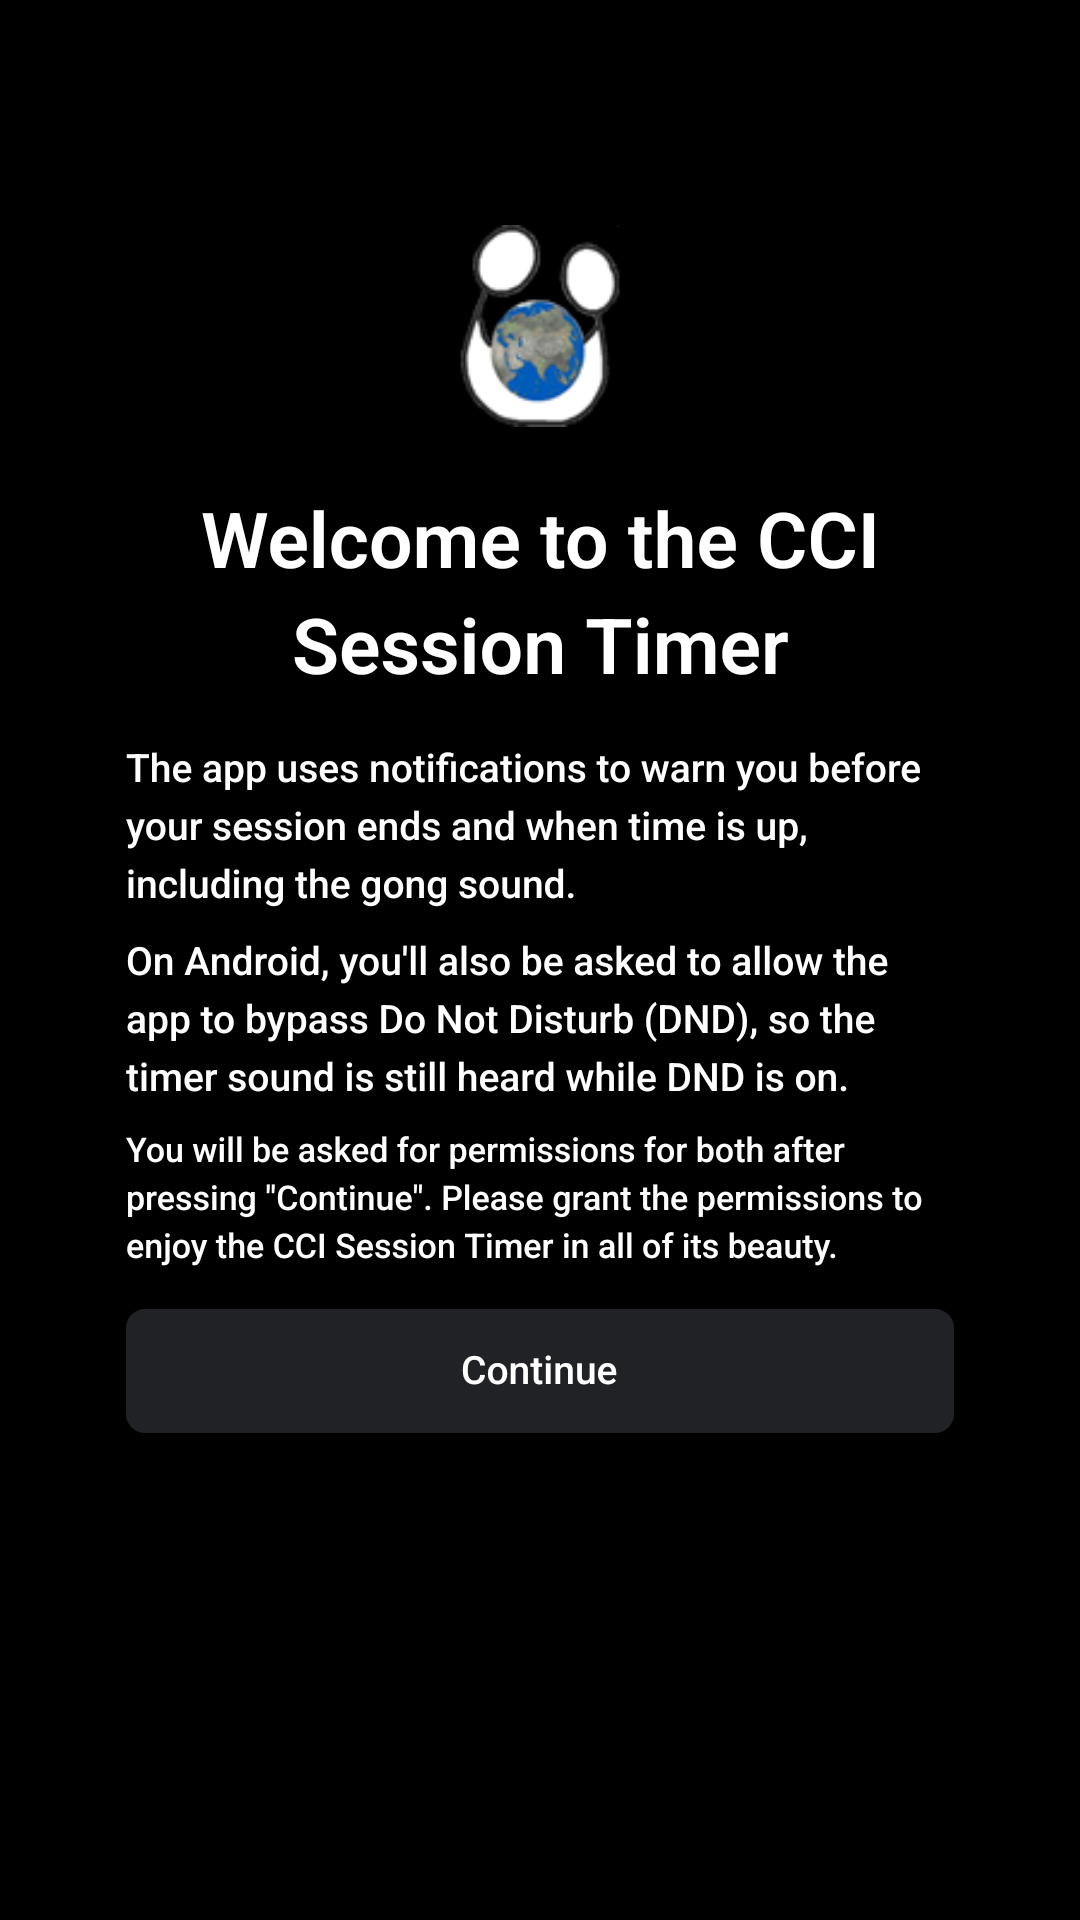 Welcome to the CCI
Session Timer
The app uses notifications to warn you before
your session ends and when time is up,
including the gong sound.
On Android, you'll also be asked to allow the
app to bypass Do Not Disturb (DND), so the
timer sound is still heard while DND is on.
You will be asked for permissions for both after
pressing "Continue". Please grant the permissions to
enjoy the CCI Session Timer in all of its beauty.
Continue